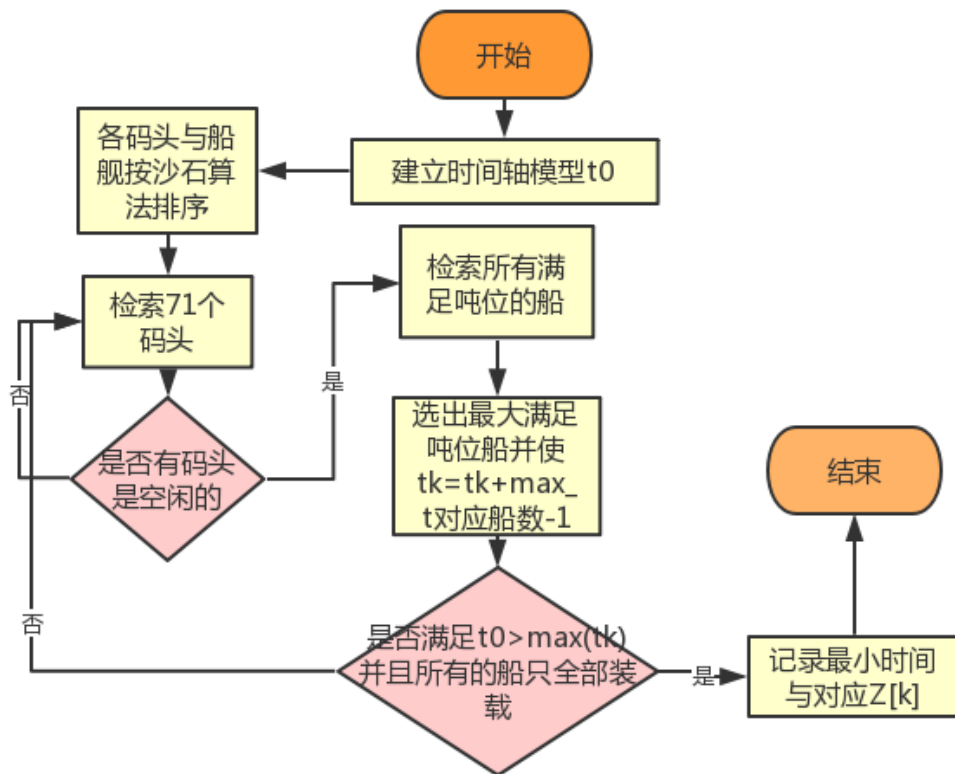 开始
建立时间轴模型t0
各码头与船
舰按沙石算
法排序
检索71个
码头
否
是否有码头
是空闲的
是
检索所有满
足吨位的船
选出最大满足
吨位船并使
tk=tk+max_
t对应船数-1
否
是否满足t0>max(tk)
并且所有的船只全部装
载
是
记录最小时间
与对应Z[k]
结束